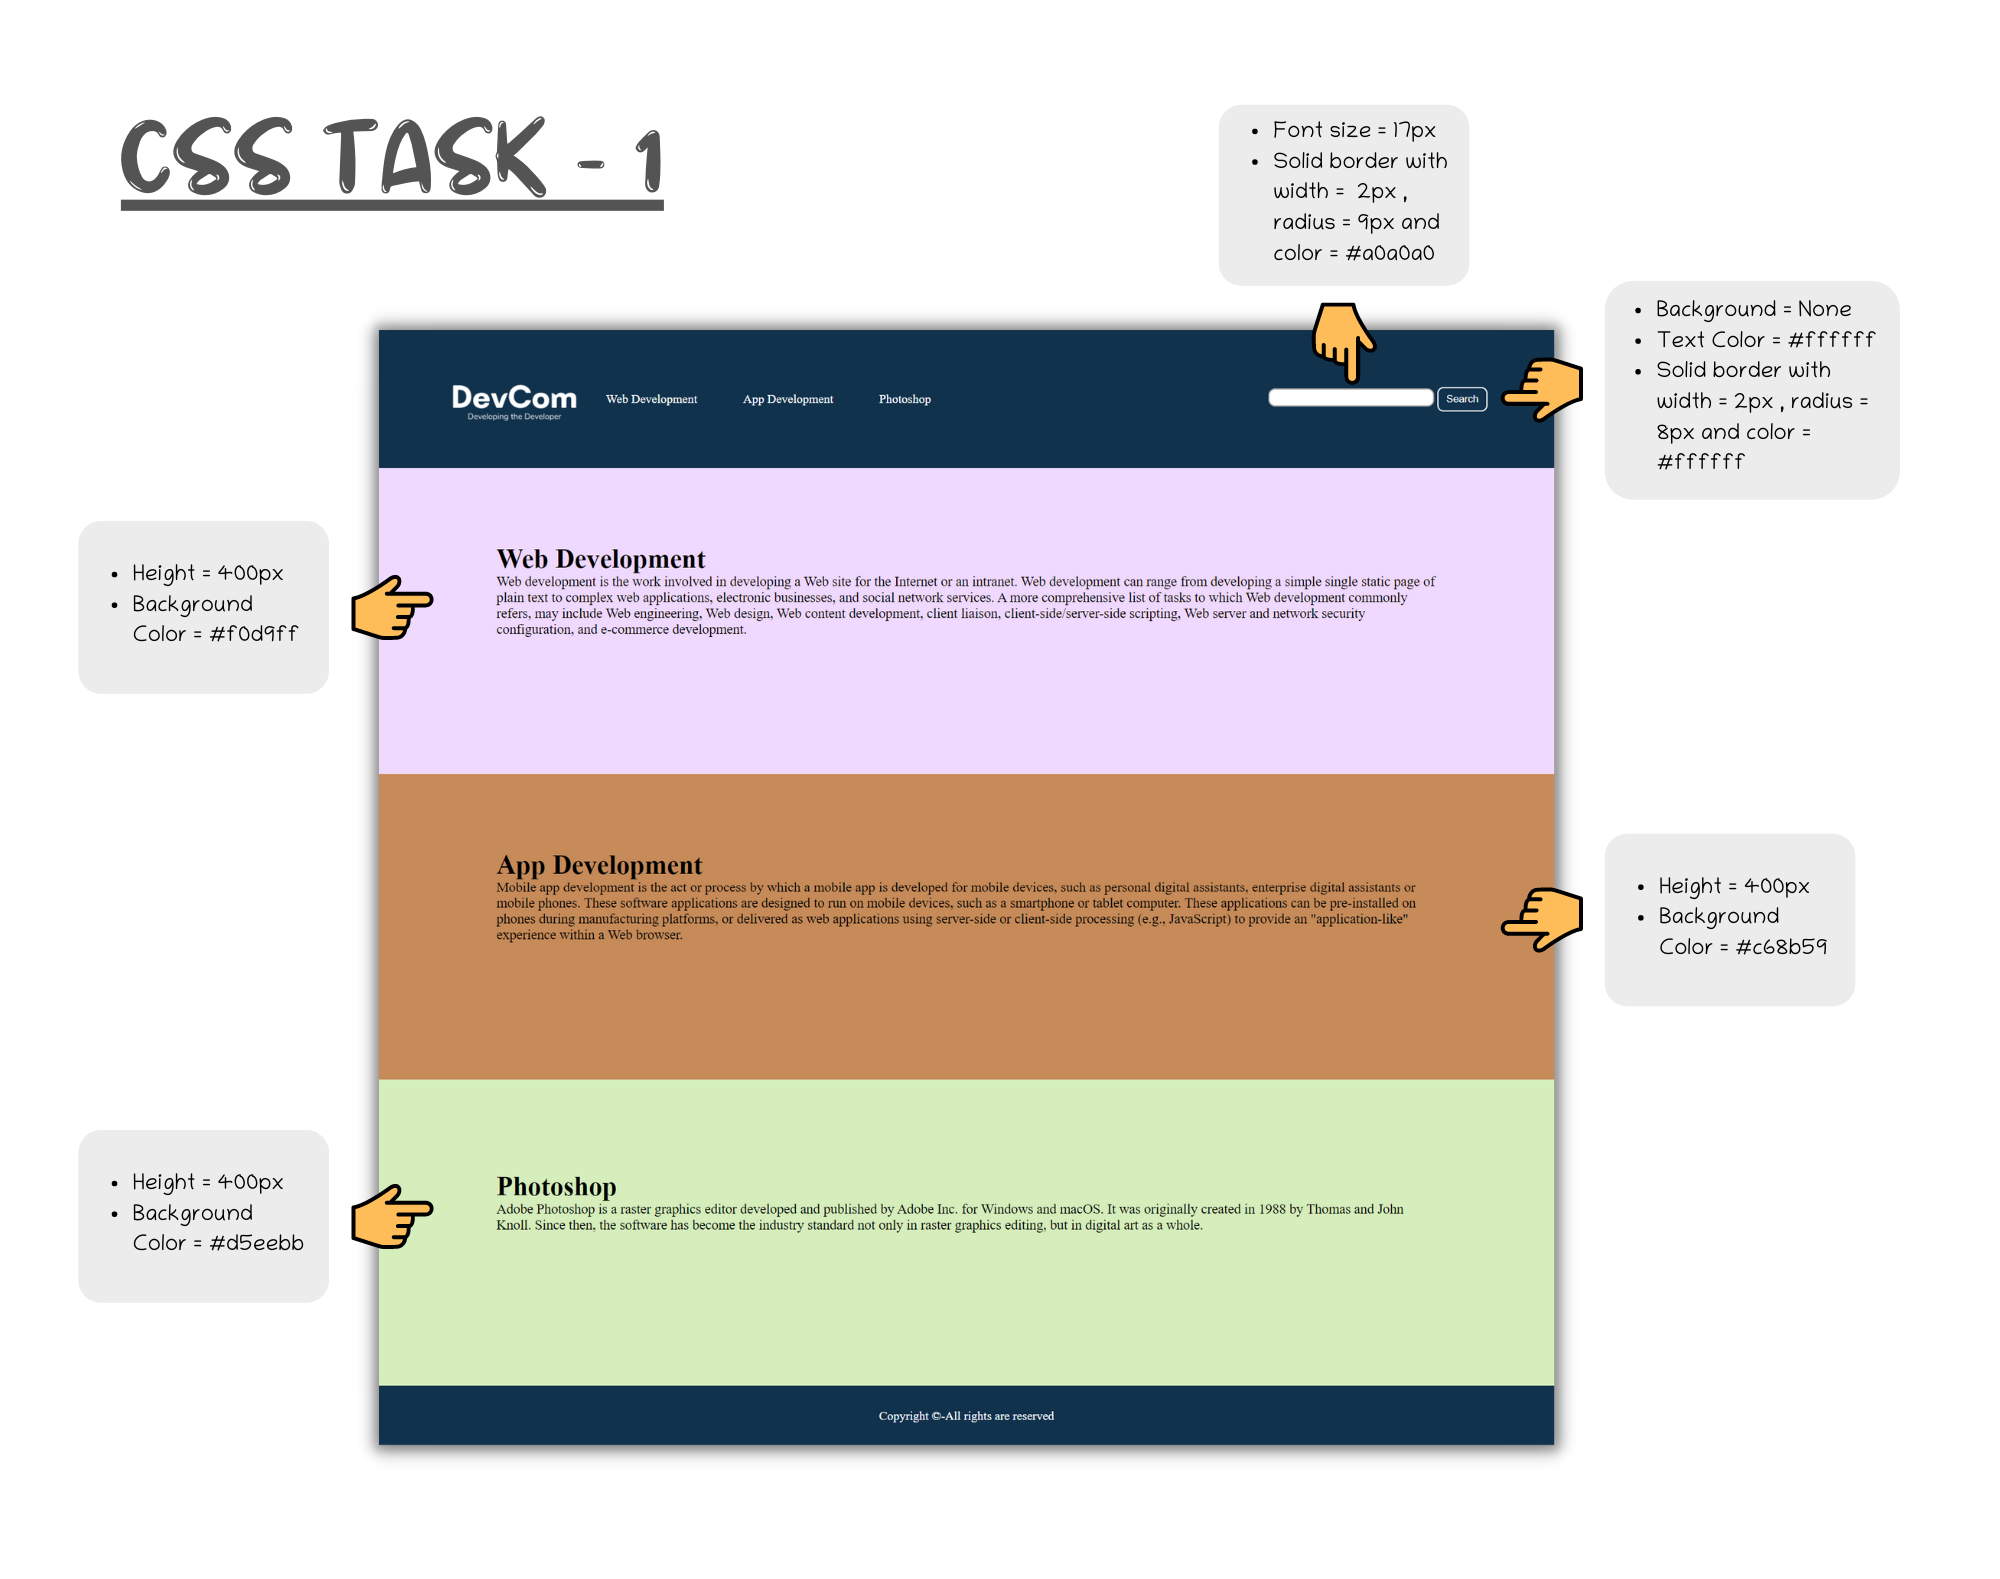 CSS TASK - 1
• Font size = 17px
• Solid border with
width = 2px ,
radius = 9px and
color = #a0a0a0
• Background = None
• Text Color = #ffffff
• Solid border with
width = 2px , radius =
8px and color =
#ffffff
DevCom
Developing the Developer
Web Development
App Development
Photoshop
Search
• Height = 400px
• Background
Color = #f0d9ff
Web Development
Web development is the work involved in developing a Web site for the Internet or an intranet. Web development can range from developing a simple single static page of
plain text to complex web applications, electronic businesses, and social network services. A more comprehensive list of tasks to which Web development commonly
refers, may include Web engineering, Web design, Web content development, client liaison, client-side/server-side scripting, Web server and network security
configuration, and e-commerce development.
App Development
Mobile app development is the act or process by which a mobile app is developed for mobile devices, such as personal digital assistants, enterprise digital assistants or
mobile phones. These software applications are designed to run on mobile devices, such as a smartphone or tablet computer. These applications can be pre-installed on
phones during manufacturing platforms, or delivered as web applications using server-side or client-side processing (e.g., JavaScript) to provide an "application-like"
experience within a Web browser.
• Height = 400px
• Background
Color = #c68b59
• Height = 400px
• Background
Color = #d5eebb
Photoshop
Adobe Photoshop is a raster graphics editor developed and published by Adobe Inc. for Windows and macOS. It was originally created in 1988 by Thomas and John
Knoll. Since then, the software has become the industry standard not only in raster graphics editing, but in digital art as a whole.
Copyright ©-All rights are reserved